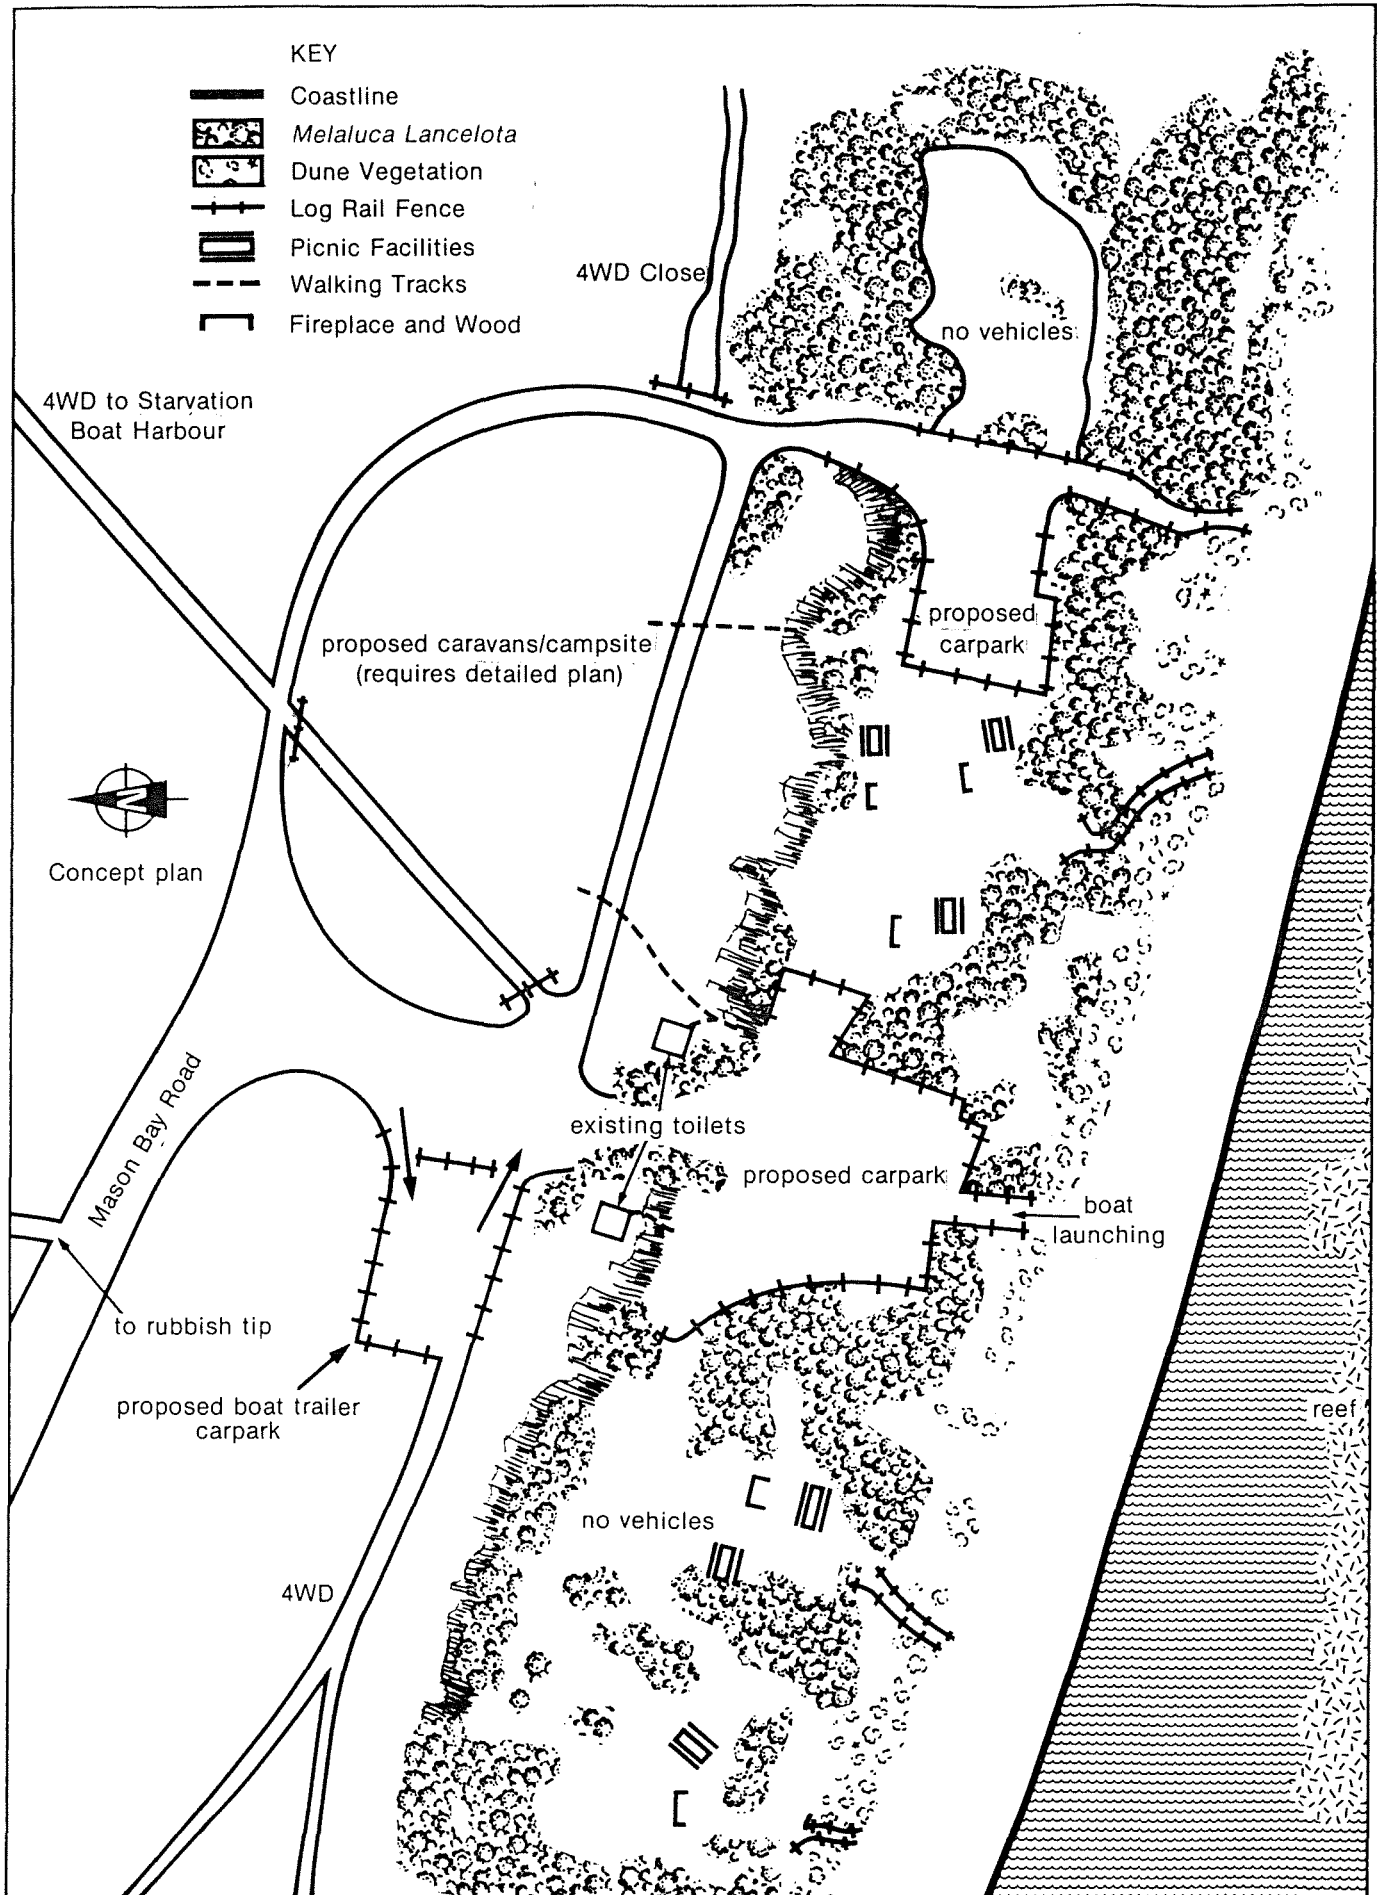 KEY
Coastline
Melaluca Lancelota
Dune Vegetation
Log Rail Fence
Picnic Facilities
Walking Tracks
Fireplace and Wood
4WD Close
no vehicles
4WD to Starvation
Boat Harbour
proposed
carpark
proposed caravans/campsite
(requires detailed plan)
N
Concept plan
Mason Bay Road
existing toilets
proposed carpark
boat
launching
to rubbish tip
proposed boat trailer
carpark
reef
no vehicles
4WD